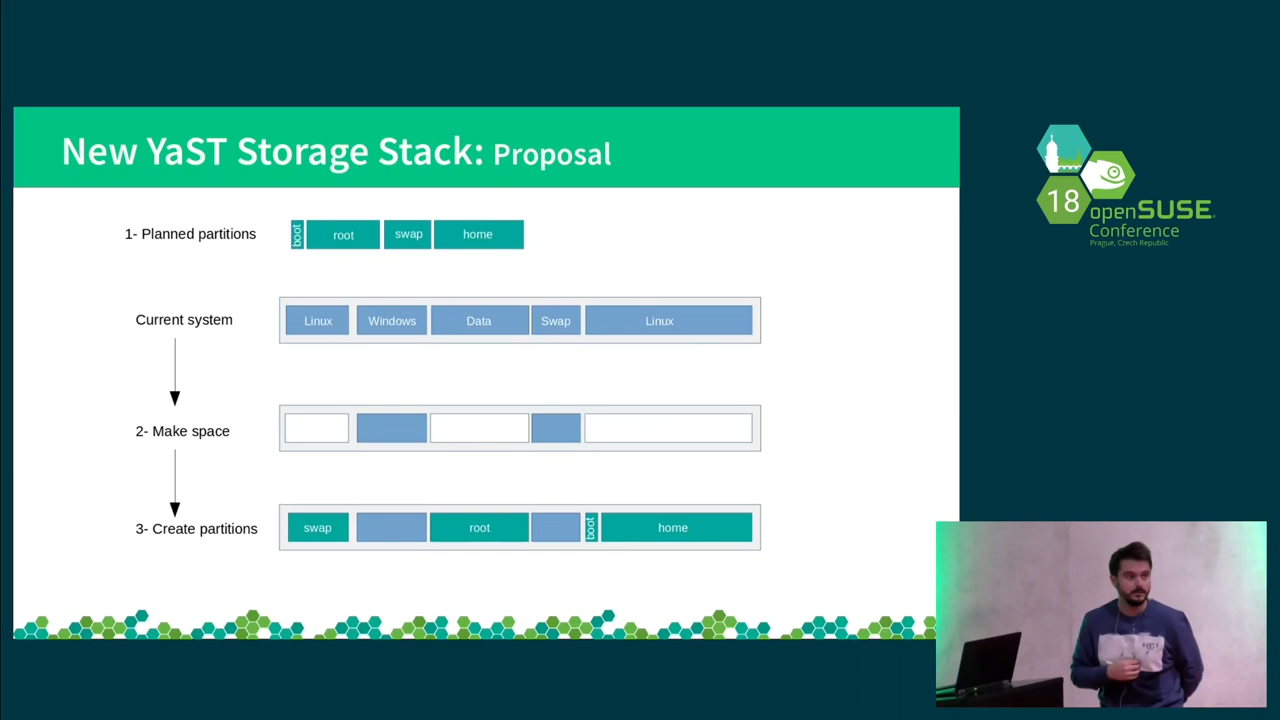 New YaST Storage Stack: Proposal
1- Planned partitions
boot
root
swap
home
Current system
Linux
Windows
Data
Swap
Linux
2- Make space
3- Create partitions
swap
root
boot
home
18
openSUSE
Conference
Prague, Czech Republic